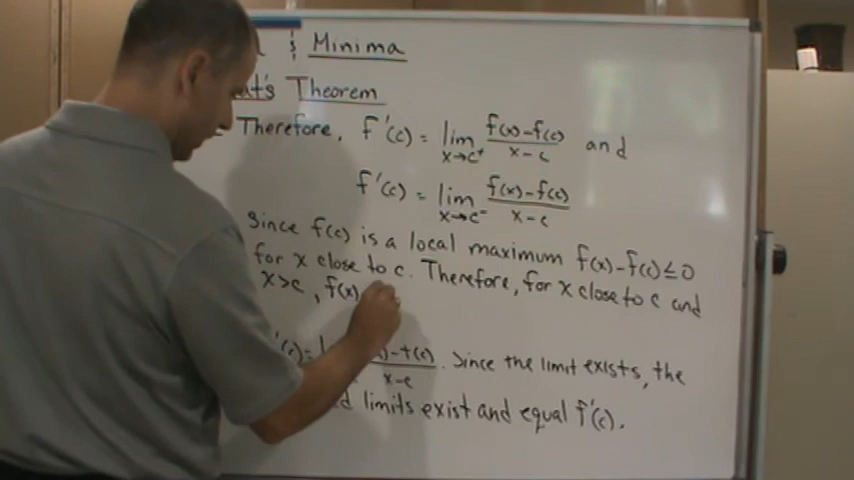 & Minima
Theorem
Therefore, f'(c) = lim x→c⁺ f(x)-f(c) / x-c and
f'(c) = lim x→c⁻ f(x)-f(c) / x-c
Since f(c) is a local maximum f(x)-f(c)≤0
for x close to c. Therefore, for x close to c and
x>c, f(x)
'(c)= -f(c) / x-c . Since the limit exists, the
limits exist and equal f'(c).